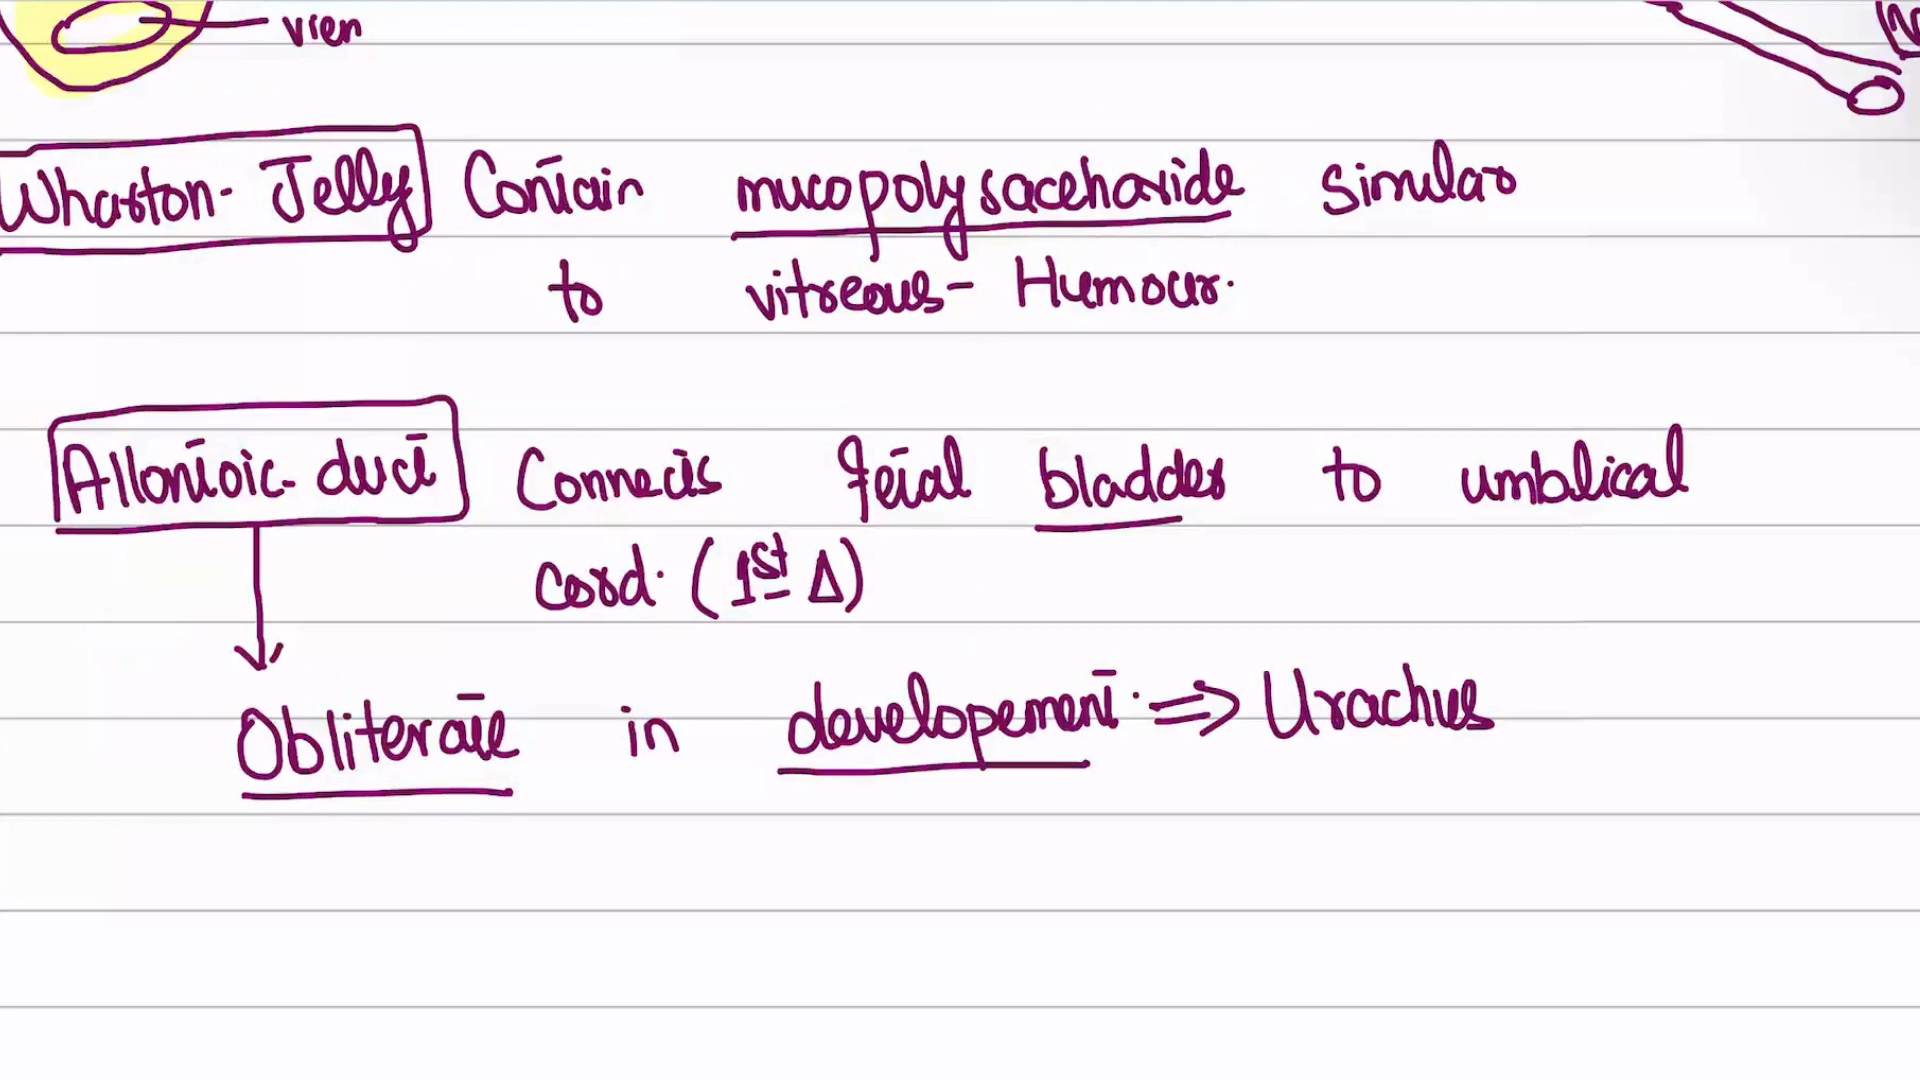 vien
Wharton- Jelly Contain mucopolysaccharide Similar
to vitreous- Humour.
Allantoic- duct Connects fetal bladder to umblical
Cord. (1st Δ)
Obliterate in developement. ⇒ Urachus